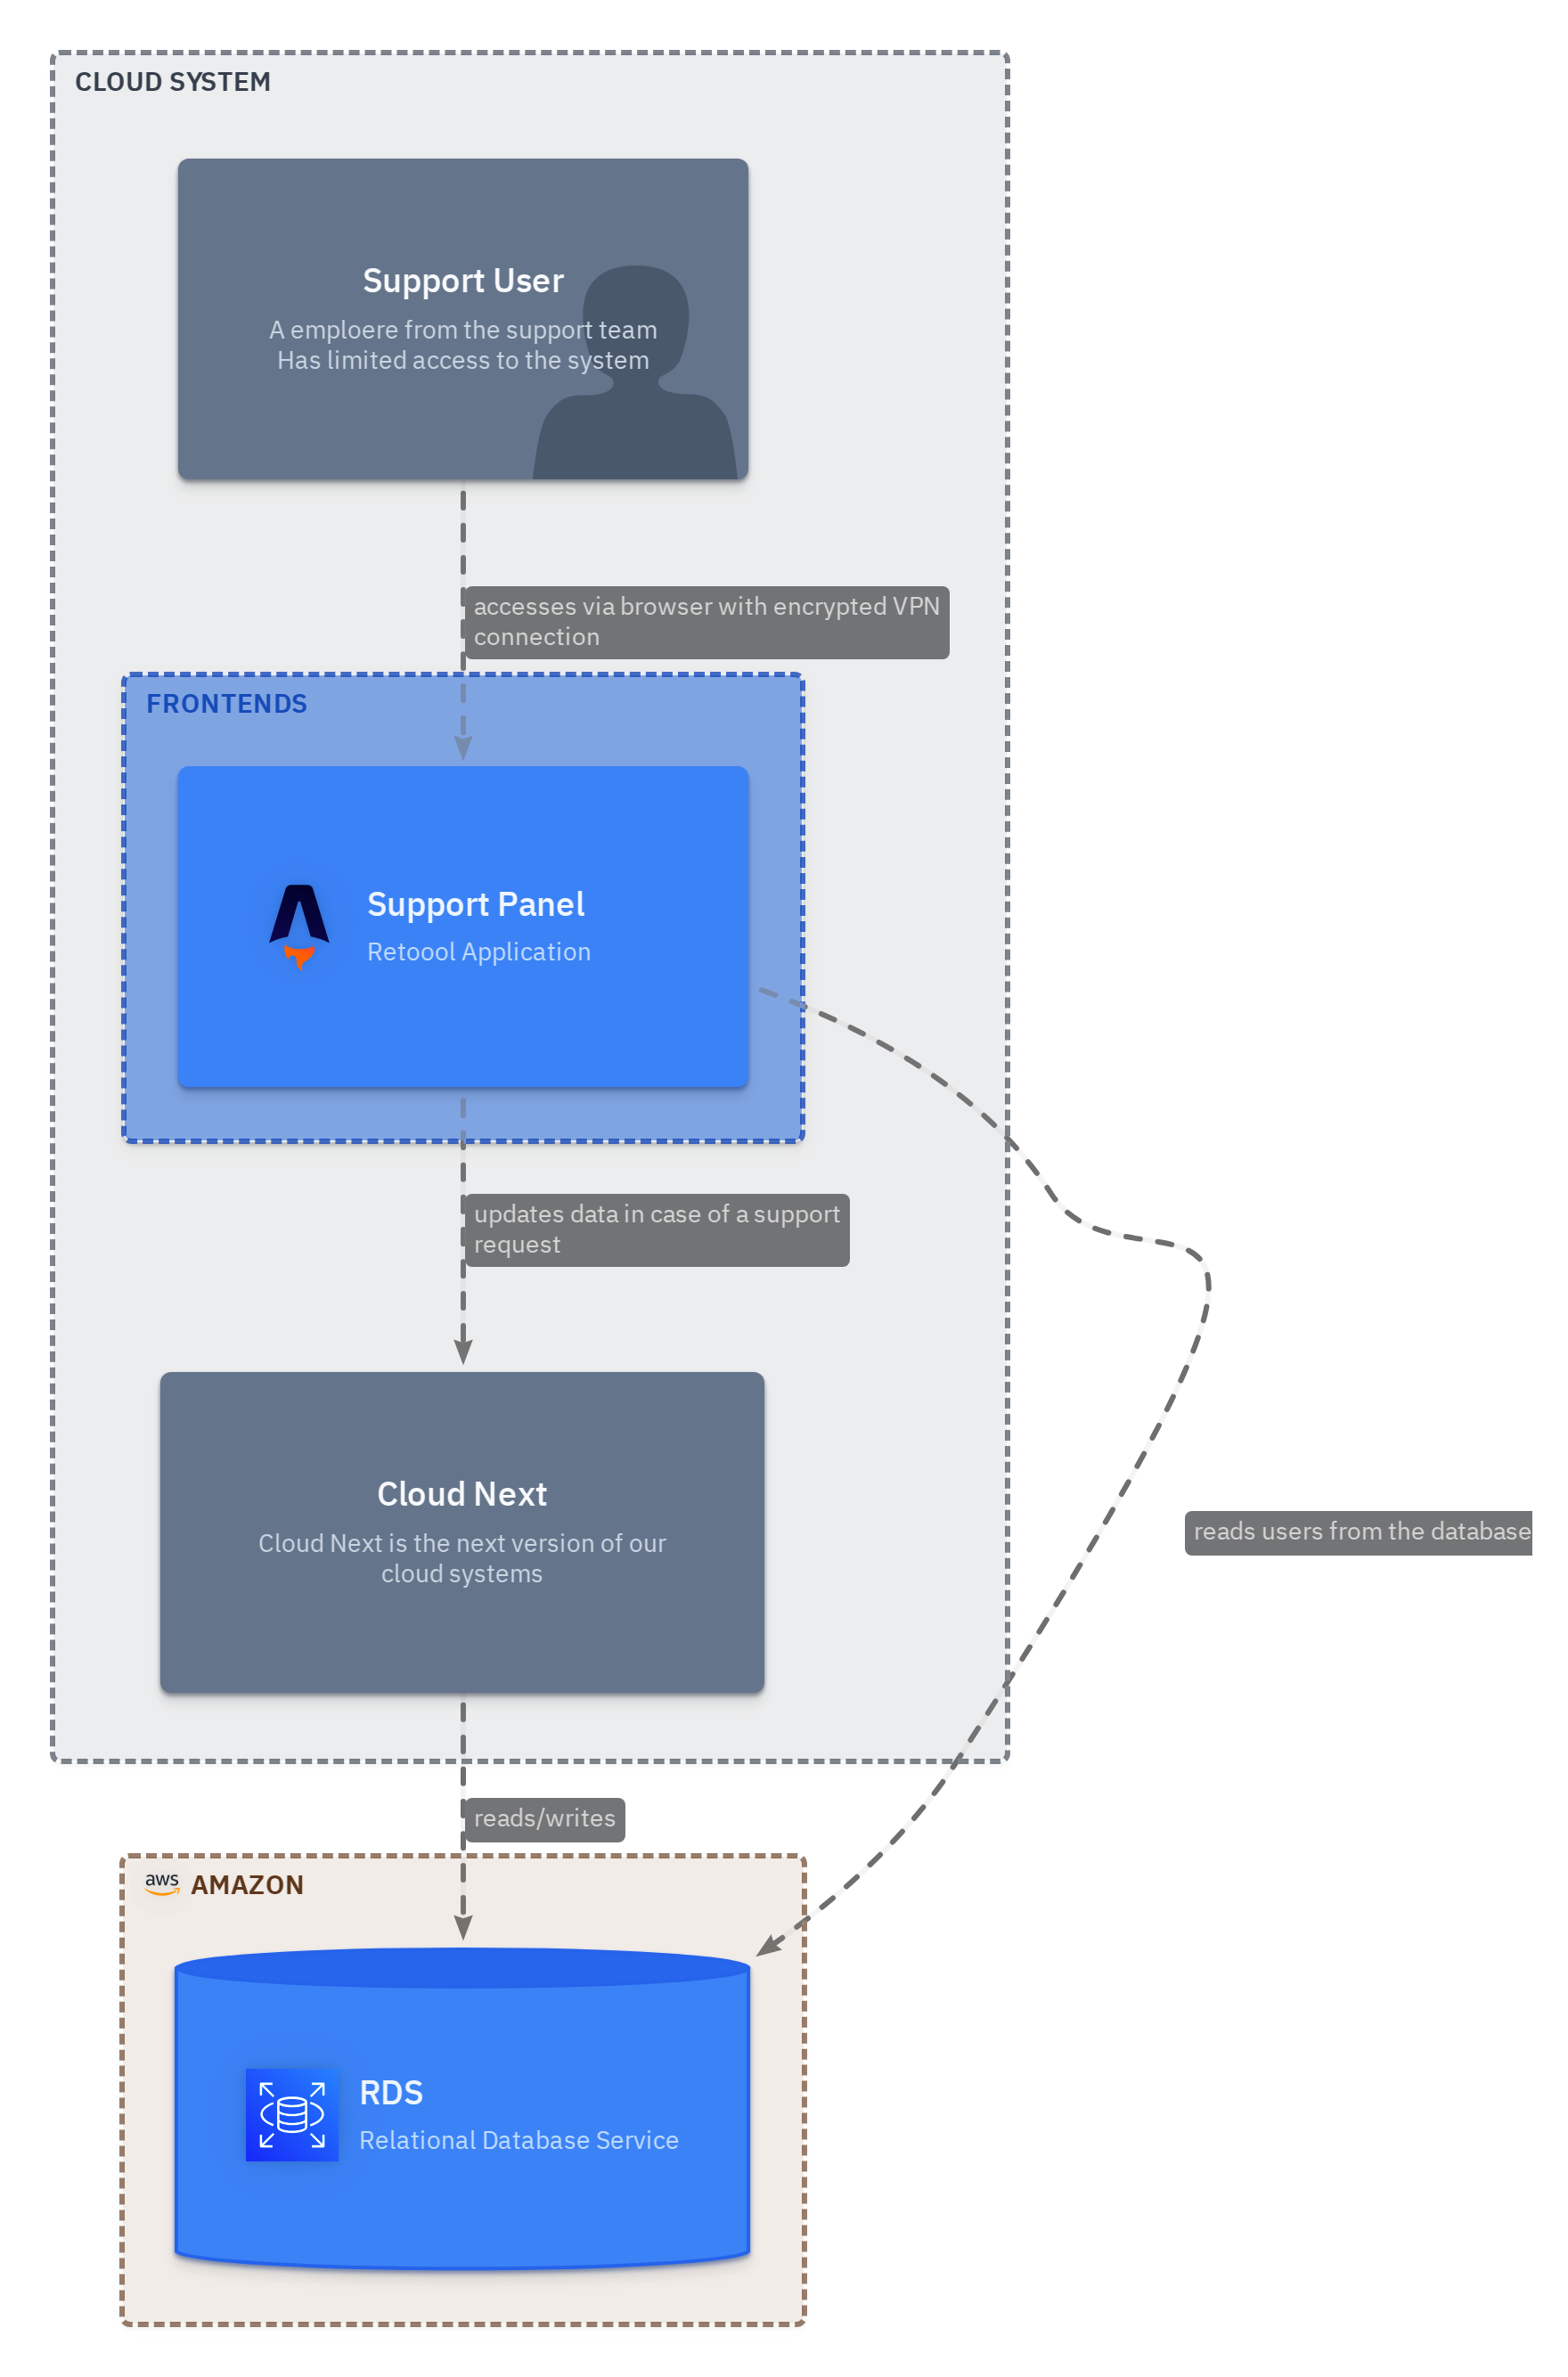 CLOUD SYSTEM
Support User
A emploere from the support team
Has limited access to the system
accesses via browser with encrypted VPN
connection
FRONTENDS
Support Panel
Retoool Application
updates data in case of a support
request
Cloud Next
Cloud Next is the next version of our
cloud systems
reads users from the database
reads/writes
aws AMAZON
RDS
Relational Database Service